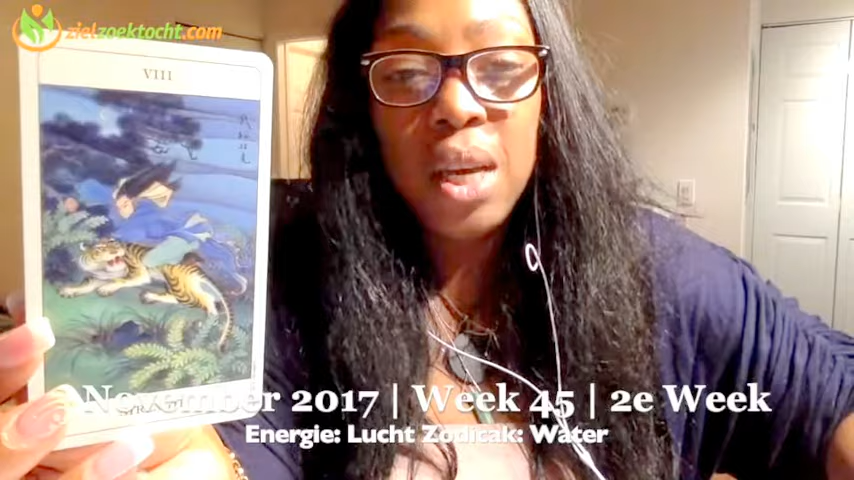 zielzoektocht.com
VIII
November 2017 | Week 45 | 2e Week
Energie: Lucht Zodicak: Water